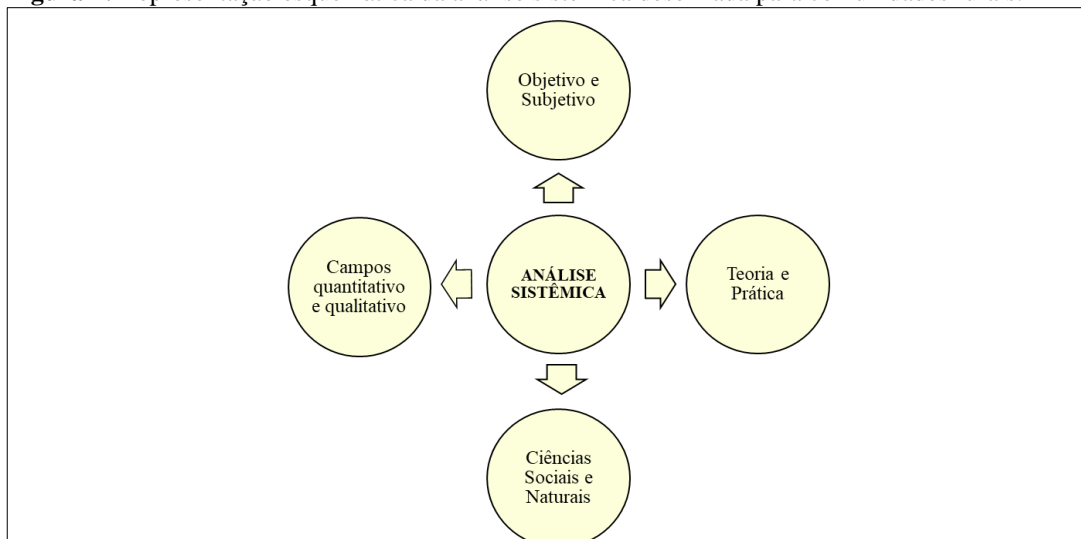 Objetivo e
Subjetivo
Campos
quantitativo
e qualitativo
ANÁLISE
SISTÊMICA
Teoria e
Prática
Ciências
Sociais e
Naturais